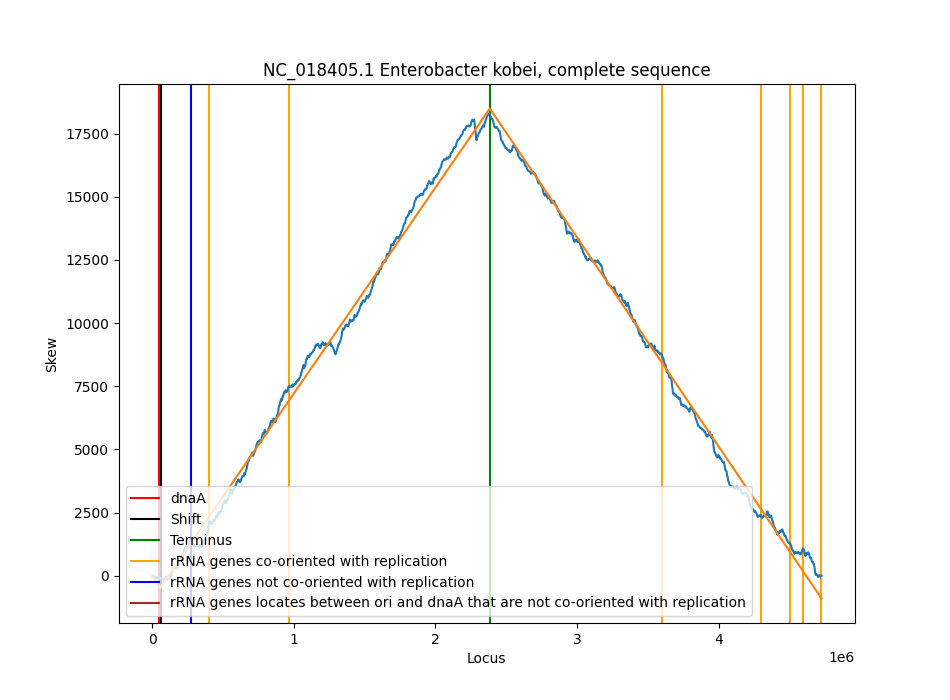 NC_018405.1 Enterobacter kobei, complete sequence
Skew
17500
15000
12500
10000
7500
5000
2500
0
dnaA
Shift
Terminus
rRNA genes co-oriented with replication
rRNA genes not co-oriented with replication
rRNA genes locates between ori and dnaA that are not co-oriented with replication
0 1 2 3 4
1e6
Locus